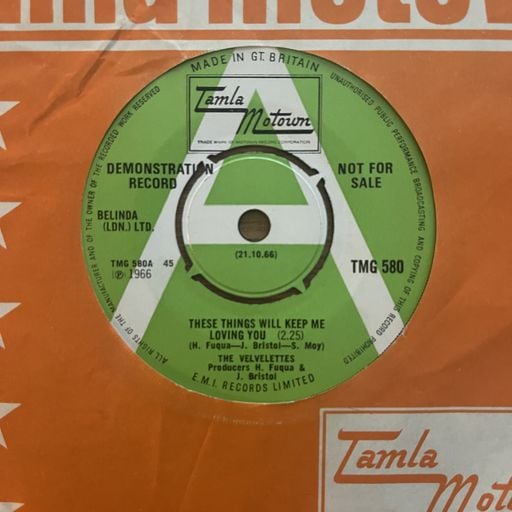 MADE IN GT. BRITAIN
Tamla
Motown
TRADE MARK OF MOTOWN RECORD CORPORATION
ALL RIGHTS OF THE MANUFACTURER AND OF THE OWNER OF THE RECORDED WORK RESERVED
UNAUTHORISED PUBLIC PERFORMANCE BROADCASTING AND COPYING OF THIS RECORD PROHIBITED
A
DEMONSTRATION
RECORD
NOT FOR
SALE
BELINDA
(LDN.) LTD.
(21.10.66)
TMG 580A 45
℗ 1966
TMG 580
THESE THINGS WILL KEEP ME
LOVING YOU (2.25)
(H. Fuqua—J. Bristol—S. Moy)
THE VELVELETTES
Producers H. Fuqua &
J. Bristol
E.M.I. RECORDS LIMITED
Tamla
Motow